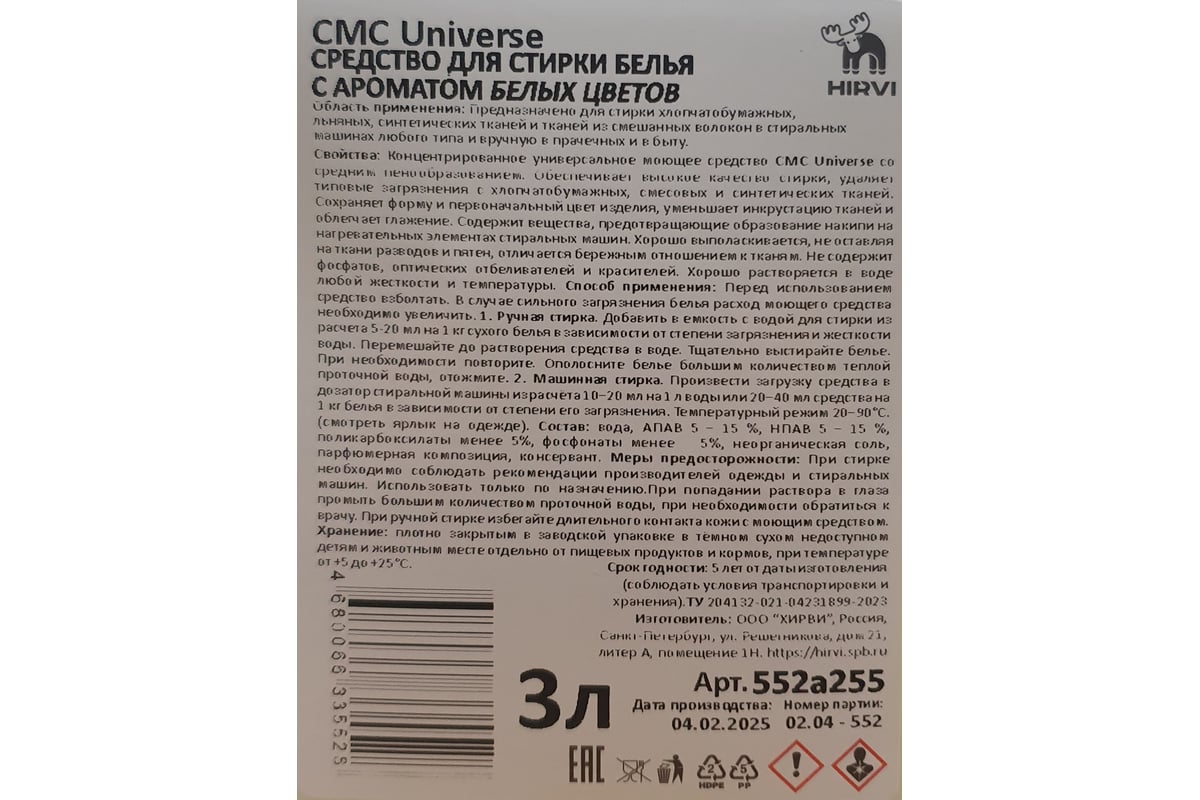 СМС Universe
СРЕДСТВО ДЛЯ СТИРКИ БЕЛЬЯ
С АРОМАТОМ БЕЛЫХ ЦВЕТОВ
HIRVI
Область применения: Предназначено для стирки хлопчатобумажных,
льняных, синтетических тканей и тканей из смешанных волокон в стиральных
машинах любого типа и вручную в прачечных и в быту.
Свойства: Концентрированное универсальное моющее средство СМС Universe со
средним пенообразованием. Обеспечивает высокое качество стирки, удаляет
типовые загрязнения с хлопчатобумажных, смесовых и синтетических тканей.
Сохраняет форму и первоначальный цвет изделия, уменьшает инкрустацию тканей и
облегчает глажение. Содержит вещества, предотвращающие образование накипи на
нагревательных элементах стиральных машин. Хорошо выполаскивается, не оставляя
на ткани разводов и пятен, отличается бережным отношением к тканям. Не содержит
фосфатов, оптических отбеливателей и красителей. Хорошо растворяется в воде
любой жесткости и температуры. Способ применения: Перед использованием
средство взболтать. В случае сильного загрязнения белья расход моющего средства
необходимо увеличить. 1. Ручная стирка. Добавить в емкость с водой для стирки из
расчета 5-20 мл на 1 кг сухого белья в зависимости от степени загрязнения и жесткости
воды. Перемешайте до растворения средства в воде. Тщательно выстирайте белье.
При необходимости повторите. Ополосните белье большим количеством теплой
проточной воды, отожмите. 2. Машинная стирка. Произвести загрузку средства в
дозатор стиральной машины из расчёта 10–20 мл на 1 л воды или 20–40 мл средства на
1 кг белья в зависимости от степени его загрязнения. Температурный режим 20–90°С.
(смотреть ярлык на одежде). Состав: вода, АПАВ 5 – 15 %, НПАВ 5 – 15 %,
поликарбоксилаты менее 5%, фосфонаты менее 5%, неорганическая соль,
парфюмерная композиция, консервант. Меры предосторожности: При стирке
необходимо соблюдать рекомендации производителей одежды и стиральных
машин. Использовать только по назначению.При попадании раствора в глаза
промыть большим количеством проточной воды, при необходимости обратиться к
врачу. При ручной стирке избегайте длительного контакта кожи с моющим средством.
Хранение: плотно закрытым в заводской упаковке в тёмном сухом недоступном
детям и животным месте отдельно от пищевых продуктов и кормов, при температуре
от +5 до +25°С.
Срок годности: 5 лет от даты изготовления
(соблюдать условия транспортировки и
хранения).ТУ 204132-021-04231899-2023
Изготовитель: ООО "ХИРВИ", Россия,
Санкт-Петербург, ул. Решетникова, дом 21,
литер А, помещение 1Н. https://hirvi.spb.ru
4 680066 335525
3л
Арт. 552а255
Дата производства: Номер партии:
04.02.2025 02.04 - 552
EAC
2 5
HDPE PP